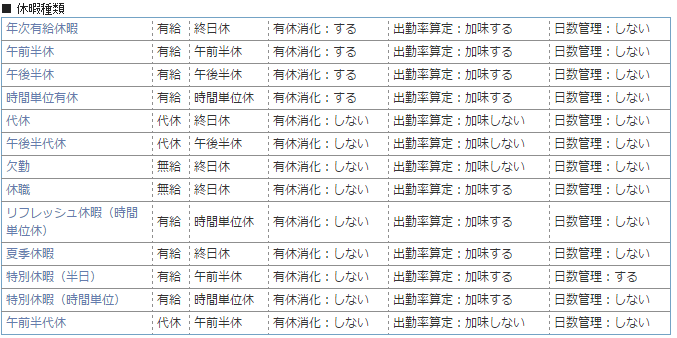 ■ 休暇種類
年次有給休暇 有給 終日休 有休消化：する 出勤率算定：加味する 日数管理：しない
午前半休 有給 午前半休 有休消化：する 出勤率算定：加味する 日数管理：しない
午後半休 有給 午後半休 有休消化：する 出勤率算定：加味する 日数管理：しない
時間単位有休 有給 時間単位休 有休消化：する 出勤率算定：加味する 日数管理：しない
代休 代休 終日休 有休消化：しない 出勤率算定：加味しない 日数管理：しない
午後半代休 代休 午後半休 有休消化：しない 出勤率算定：加味しない 日数管理：しない
欠勤 無給 終日休 有休消化：しない 出勤率算定：加味しない 日数管理：しない
休職 無給 終日休 有休消化：しない 出勤率算定：加味する 日数管理：しない
リフレッシュ休暇（時間
単位休） 有給 時間単位休 有休消化：しない 出勤率算定：加味する 日数管理：しない
夏季休暇 有給 終日休 有休消化：しない 出勤率算定：加味する 日数管理：しない
特別休暇（半日） 有給 午前半休 有休消化：しない 出勤率算定：加味する 日数管理：する
特別休暇（時間単位） 有給 時間単位休 有休消化：しない 出勤率算定：加味する 日数管理：しない
午前半代休 代休 午前半休 有休消化：しない 出勤率算定：加味しない 日数管理：しない